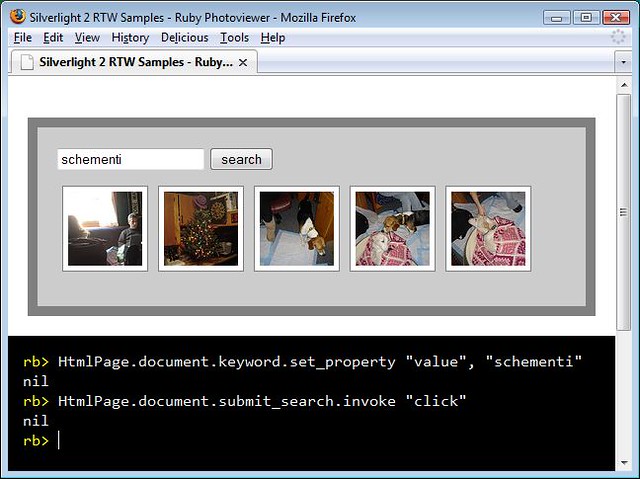 Silverlight 2 RTW Samples - Ruby Photoviewer - Mozilla Firefox
File Edit View History Delicious Tools Help
Silverlight 2 RTW Samples - Ruby...
schementi search
rb> HtmlPage.document.keyword.set_property "value", "schementi"
nil
rb> HtmlPage.document.submit_search.invoke "click"
nil
rb>